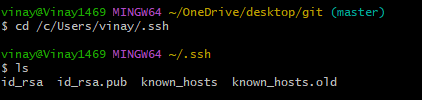 vinay@Vinay1469 MINGW64 ~/OneDrive/desktop/git (master)
$ cd /c/Users/vinay/.ssh
vinay@Vinay1469 MINGW64 ~/.ssh
$ ls
id_rsa  id_rsa.pub  known_hosts  known_hosts.old